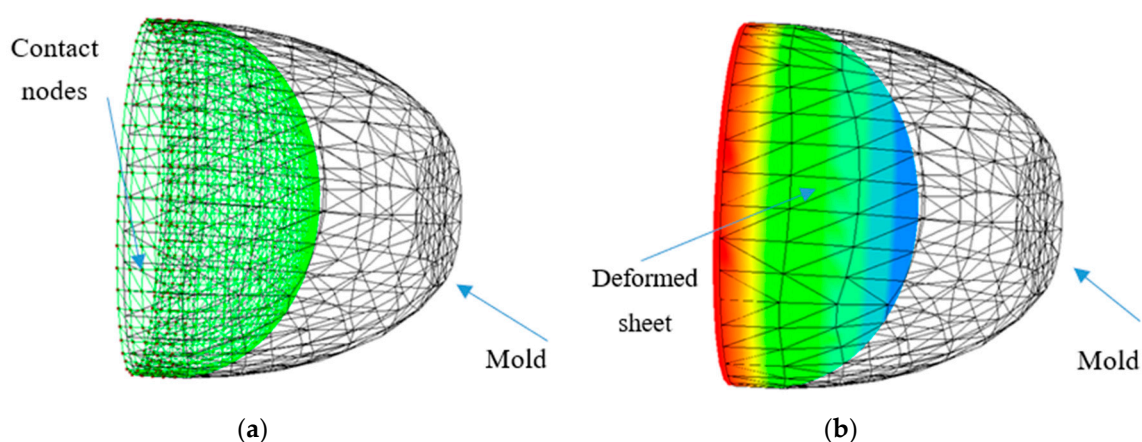 Contact
nodes
Mold
(a)
Deformed
sheet
Mold
(b)